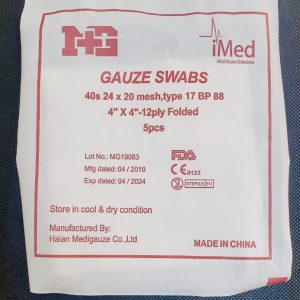 M+G
iMed
Healthcare Solutions
GAUZE SWABS
40s 24 x 20 mesh,type 17 BP 88
4" X 4"-12ply Folded
5pcs
Lot No.: MG19083
Mfg dated: 04 / 2019
Exp dated: 04 / 2024
FDA
CE0123
2 STERILE EO
Store in cool & dry condition
Manufactured By:
Haian Medigauze Co.,Ltd
MADE IN CHINA